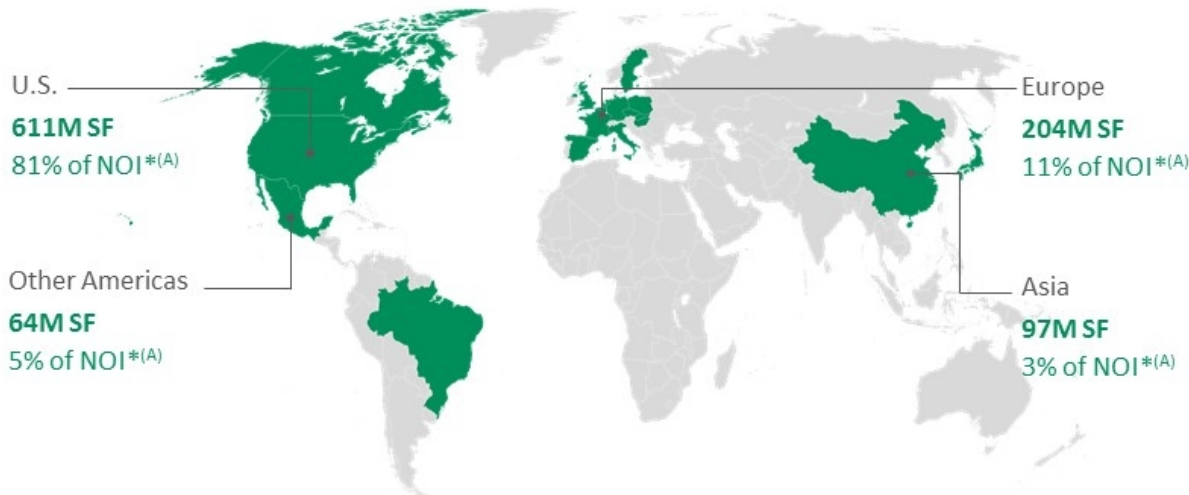 U.S.
611M SF
81% of NOI*(A)
Other Americas
64M SF
5% of NOI*(A)
Europe
204M SF
11% of NOI*(A)
Asia
97M SF
3% of NOI*(A)